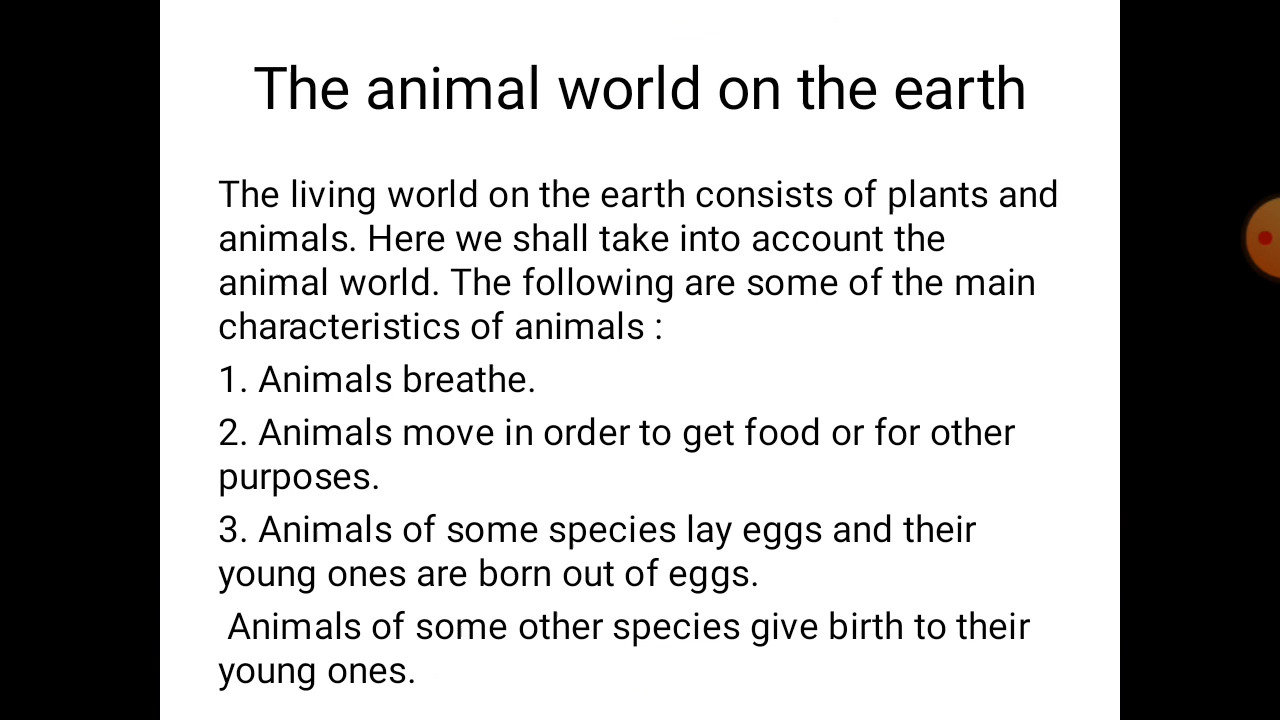 The animal world on the earth
The living world on the earth consists of plants and
animals. Here we shall take into account the
animal world. The following are some of the main
characteristics of animals :
1. Animals breathe.
2. Animals move in order to get food or for other
purposes.
3. Animals of some species lay eggs and their
young ones are born out of eggs.
Animals of some other species give birth to their
young ones.